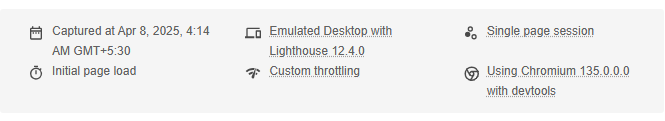 Captured at Apr 8, 2025, 4:14
AM GMT+5:30
Initial page load
Emulated Desktop with
Lighthouse 12.4.0
Custom throttling
Single page session
Using Chromium 135.0.0.0
with devtools